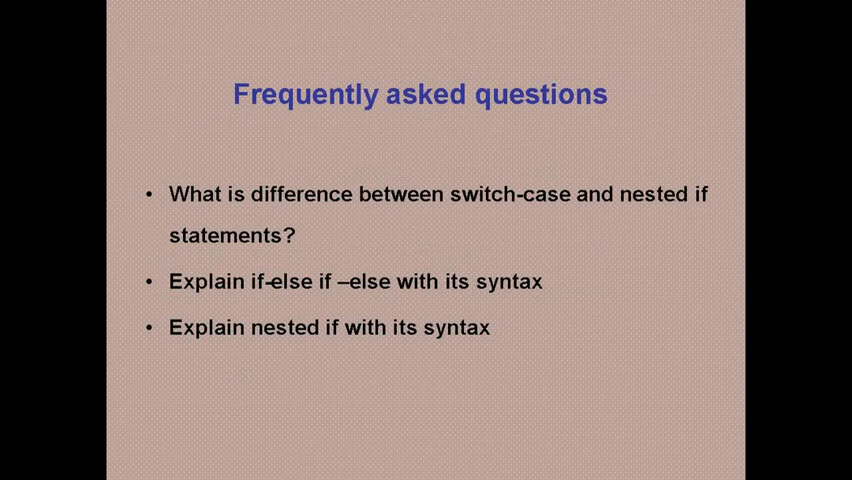 Frequently asked questions
• What is difference between switch-case and nested if
statements?
• Explain if-else if –else with its syntax
• Explain nested if with its syntax